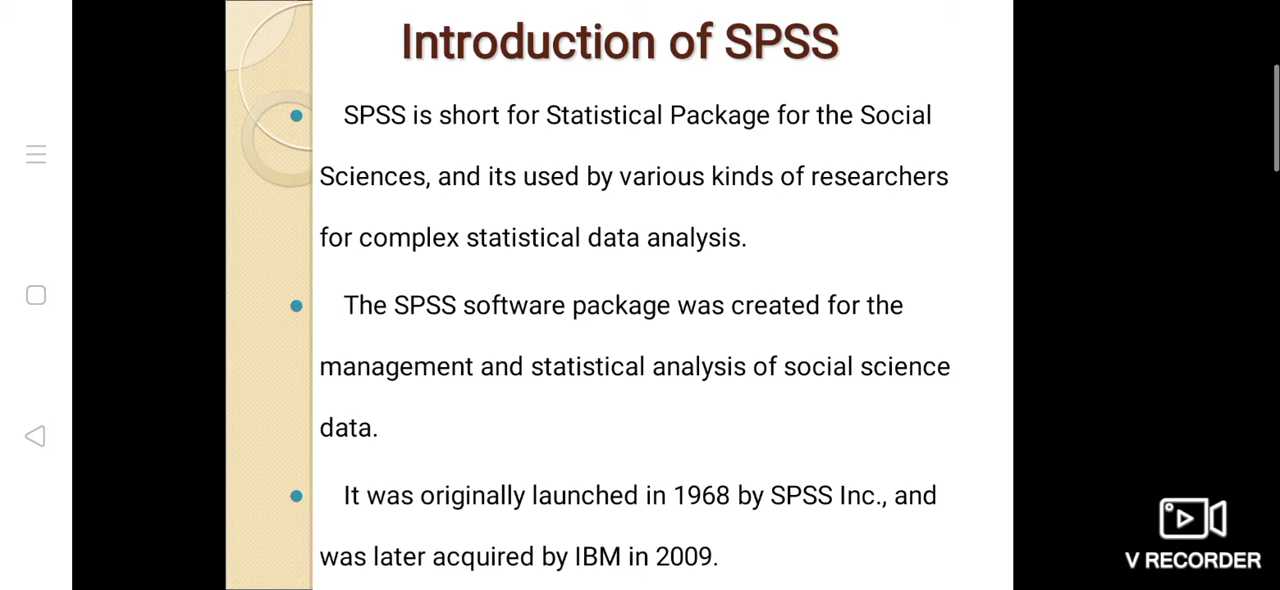 Introduction of SPSS
SPSS is short for Statistical Package for the Social
Sciences, and its used by various kinds of researchers
for complex statistical data analysis.
The SPSS software package was created for the
management and statistical analysis of social science
data.
It was originally launched in 1968 by SPSS Inc., and
was later acquired by IBM in 2009.
V RECORDER